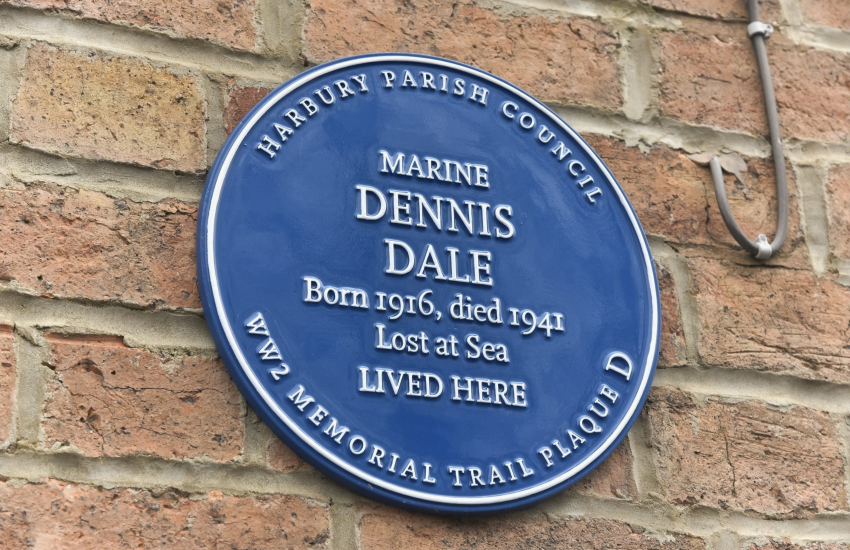 HARBURY PARISH COUNCIL
MARINE
DENNIS
DALE
Born 1916, died 1941
Lost at Sea
LIVED HERE
WW2 MEMORIAL TRAIL PLAQUE D